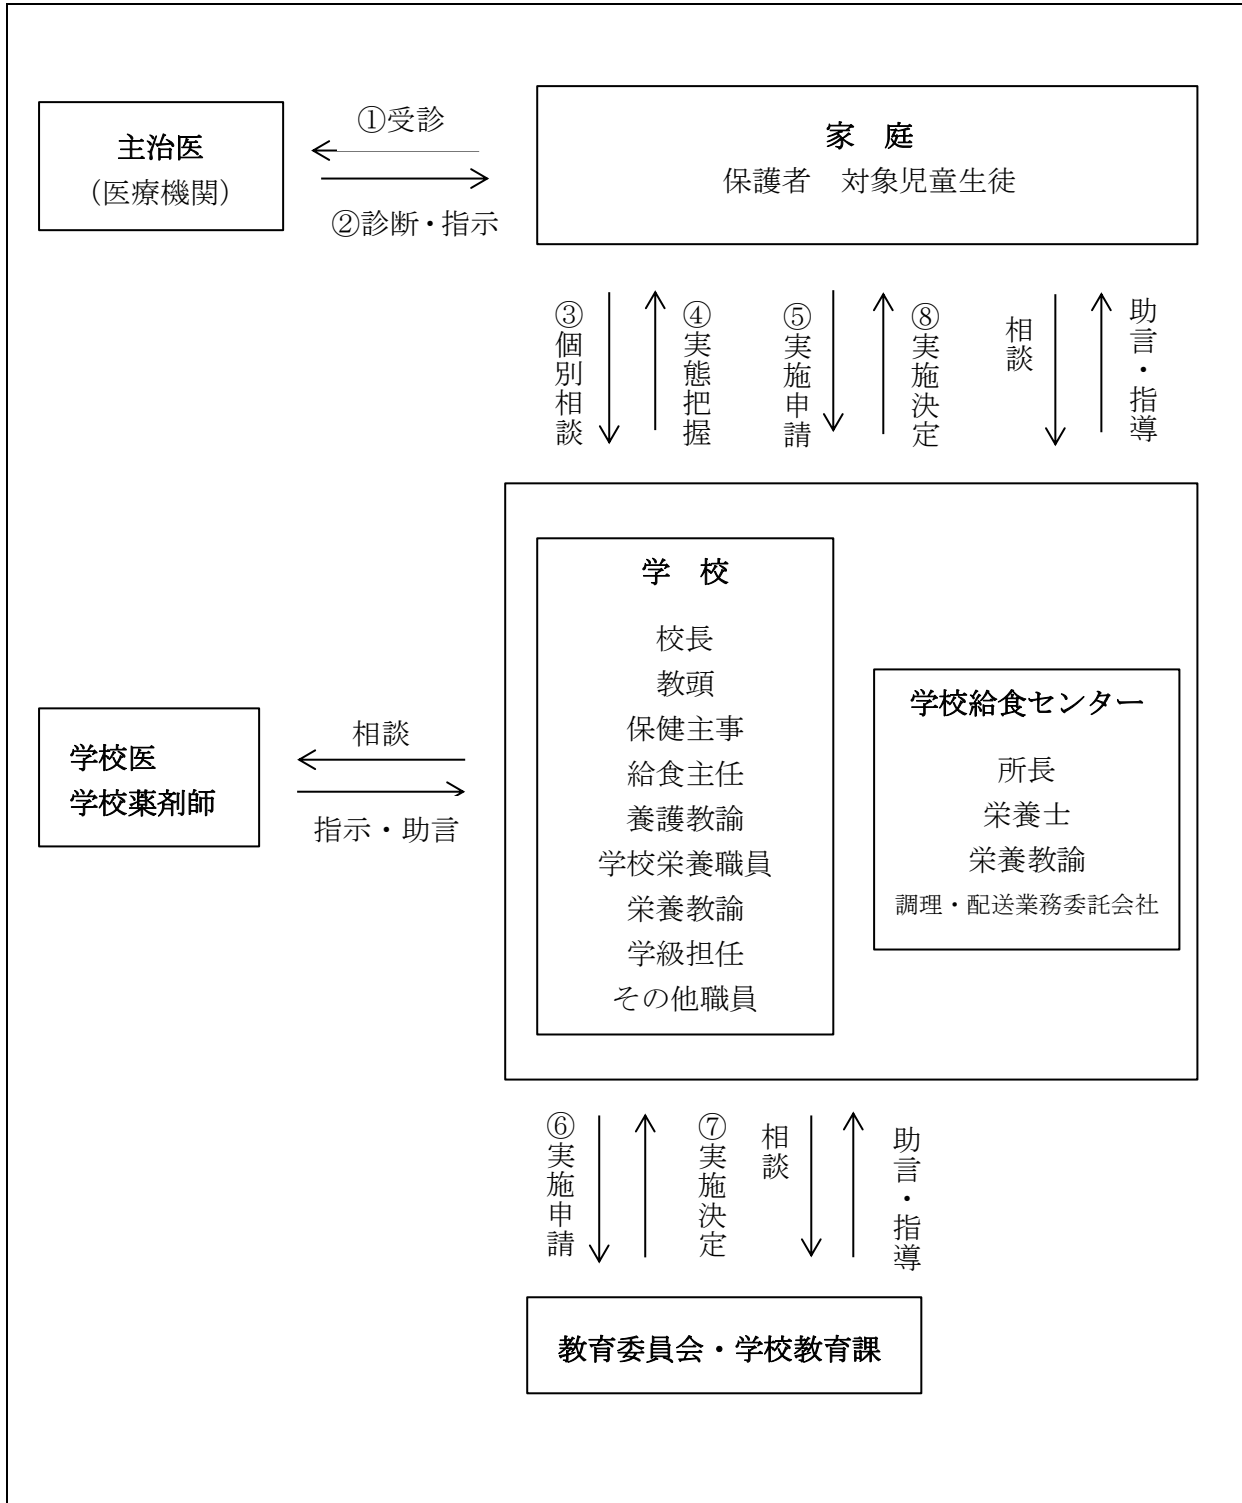 主治医
（医療機関）
①受診
②診断・指示
家　庭
保護者　対象児童生徒
③個別相談
④実態把握
⑤実施申請
⑧実施決定
相談
助言・指導
学　校
校長
教頭
保健主事
給食主任
養護教諭
学校栄養職員
栄養教諭
学級担任
その他職員
学校給食センター
所長
栄養士
栄養教諭
調理・配送業務委託会社
学校医
学校薬剤師
相談
指示・助言
⑥実施申請
⑦実施決定
相談
助言・指導
教育委員会・学校教育課